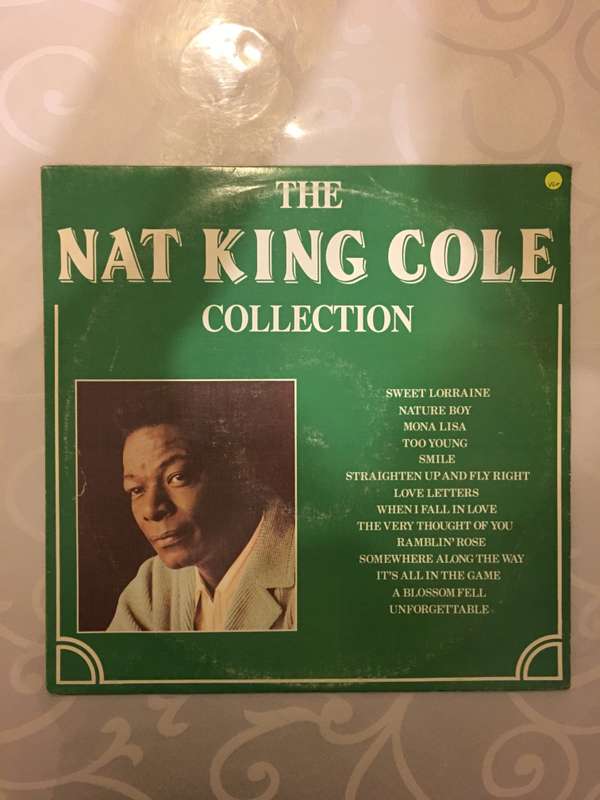 THE
NAT KING COLE
COLLECTION
SWEET LORRAINE
NATURE BOY
MONA LISA
TOO YOUNG
SMILE
STRAIGHTEN UP AND FLY RIGHT
LOVE LETTERS
WHEN I FALL IN LOVE
THE VERY THOUGHT OF YOU
RAMBLIN' ROSE
SOMEWHERE ALONG THE WAY
IT'S ALL IN THE GAME
A BLOSSOM FELL
UNFORGETTABLE